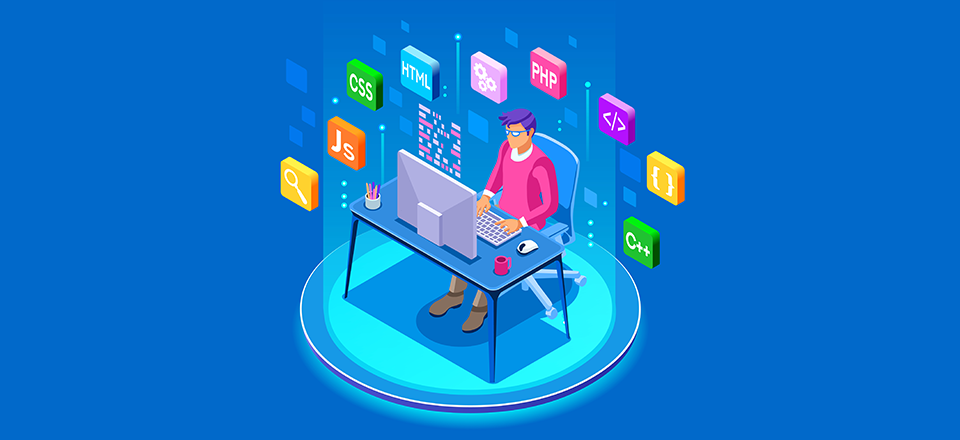 CSS
HTML
PHP
</>
Js
{ }
C++